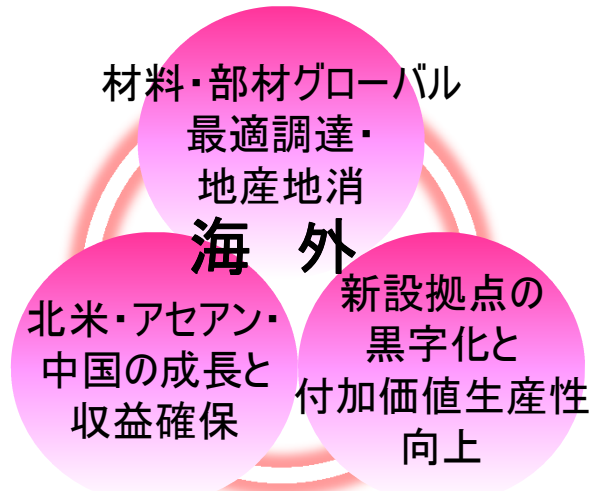 材料・部材グローバル
最適調達・
地産地消
海　外
北米・アセアン・
中国の成長と
収益確保
新設拠点の
黒字化と
付加価値生産性
向上